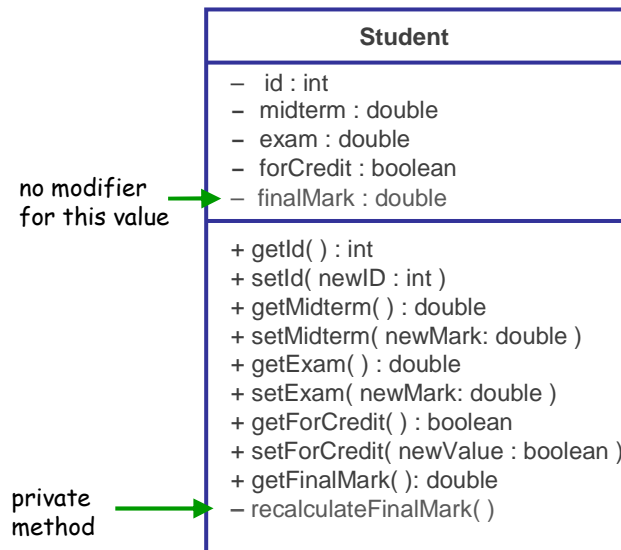 Student
– id : int
– midterm : double
– exam : double
– forCredit : boolean
no modifier
for this value
– finalMark : double
+ getId( ) : int
+ setId( newID : int )
+ getMidterm( ) : double
+ setMidterm( newMark: double )
+ getExam( ) : double
+ setExam( newMark: double )
+ getForCredit( ) : boolean
+ setForCredit( newValue : boolean )
+ getFinalMark( ): double
private
method
– recalculateFinalMark( )